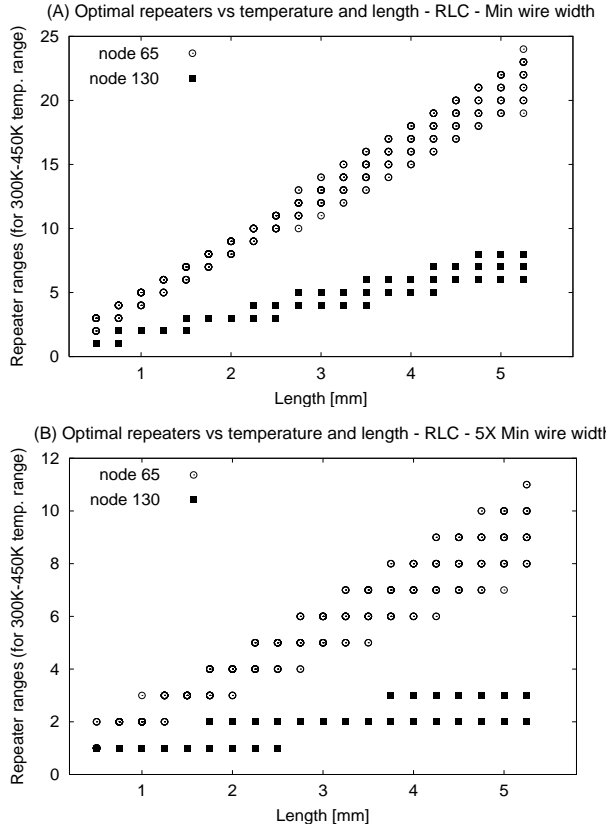 (A) Optimal repeaters vs temperature and length - RLC - Min wire width
25
20
15
10
5
0
node 65
node 130
Repeater ranges (for 300K-450K temp. range)
1 2 3 4 5
Length [mm]
(B) Optimal repeaters vs temperature and length - RLC - 5X Min wire width
12
10
8
6
4
2
0
node 65
node 130
Repeater ranges (for 300K-450K temp. range)
1 2 3 4 5
Length [mm]